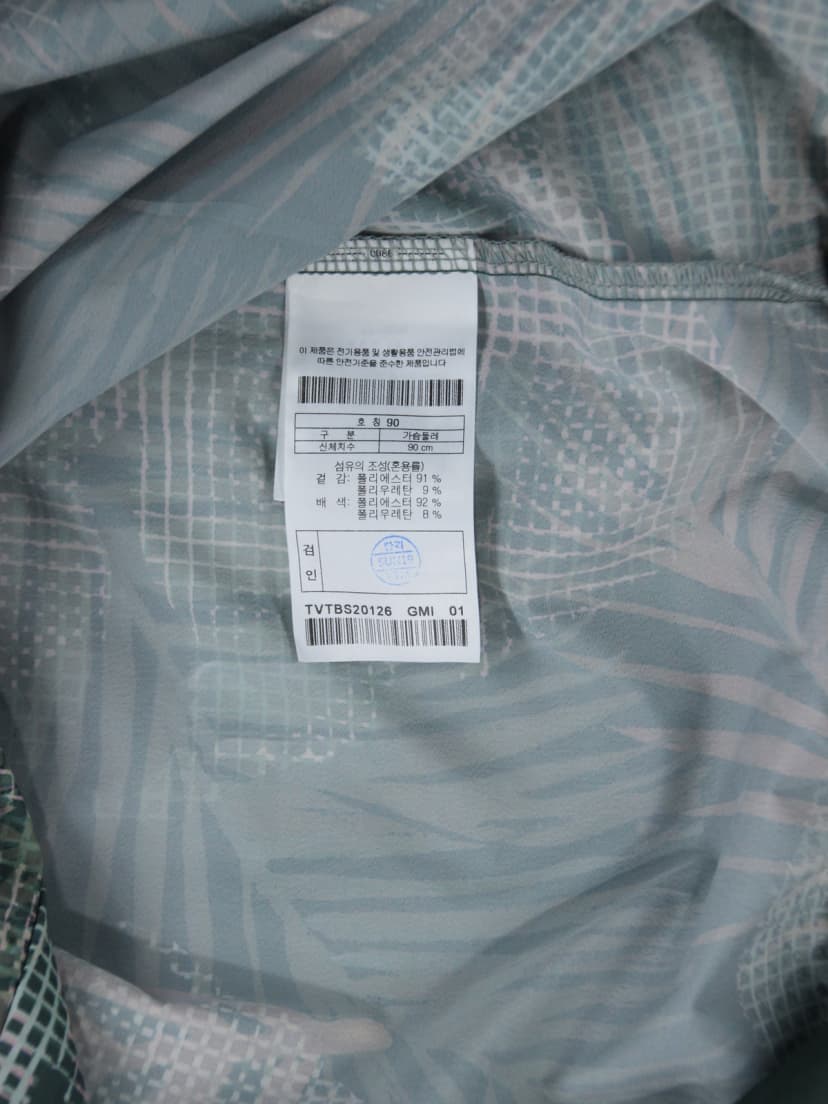 이 제품은 전기용품 및 생활용품 안전관리법에
따른 안전기준을 준수한 제품입니다
호 칭 90
구 분 가슴둘레
신체치수 90 cm
섬유의 조성(혼용률)
겉 감: 폴리에스터 91 %
폴리우레탄 9 %
배 색: 폴리에스터 92 %
폴리우레탄 8 %
검
인
TVTBS20126 GMI 01